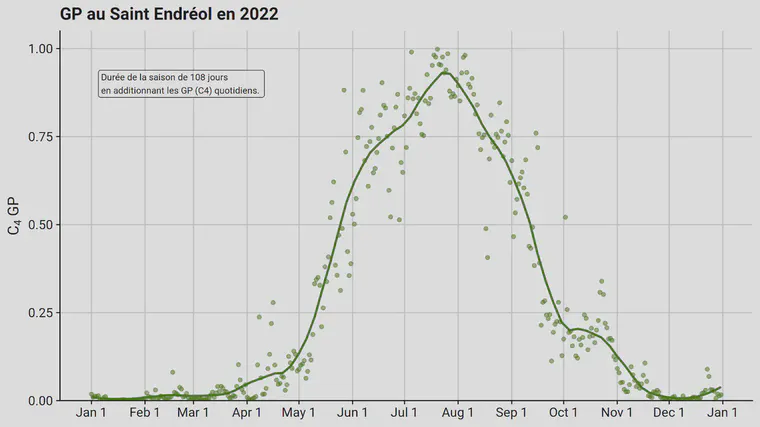 GP au Saint Endréol en 2022
1.00
Durée de la saison de 108 jours
en additionnant les GP (C4) quotidiens.
0.75
C4 GP
0.50
0.25
0.00
Jan 1 Feb 1 Mar 1 Apr 1 May 1 Jun 1 Jul 1 Aug 1 Sep 1 Oct 1 Nov 1 Dec 1 Jan 1